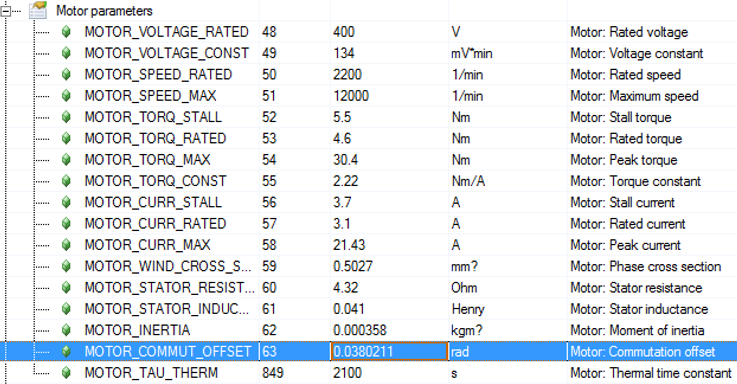 Motor parameters
MOTOR_VOLTAGE_RATED 48 400 V Motor: Rated voltage
MOTOR_VOLTAGE_CONST 49 134 mV*min Motor: Voltage constant
MOTOR_SPEED_RATED 50 2200 1/min Motor: Rated speed
MOTOR_SPEED_MAX 51 12000 1/min Motor: Maximum speed
MOTOR_TORQ_STALL 52 5.5 Nm Motor: Stall torque
MOTOR_TORQ_RATED 53 4.6 Nm Motor: Rated torque
MOTOR_TORQ_MAX 54 30.4 Nm Motor: Peak torque
MOTOR_TORQ_CONST 55 2.22 Nm/A Motor: Torque constant
MOTOR_CURR_STALL 56 3.7 A Motor: Stall current
MOTOR_CURR_RATED 57 3.1 A Motor: Rated current
MOTOR_CURR_MAX 58 21.43 A Motor: Peak current
MOTOR_WIND_CROSS_S... 59 0.5027 mm? Motor: Phase cross section
MOTOR_STATOR_RESIST... 60 4.32 Ohm Motor: Stator resistance
MOTOR_STATOR_INDUC... 61 0.041 Henry Motor: Stator inductance
MOTOR_INERTIA 62 0.000358 kgm? Motor: Moment of inertia
MOTOR_COMMUT_OFFSET 63 0.0380211 rad Motor: Commutation offset
MOTOR_TAU_THERM 849 2100 s Motor: Thermal time constant